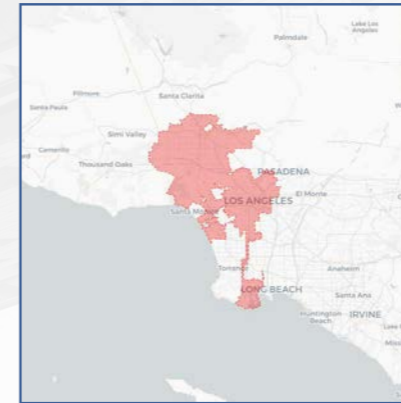 Palmdale
Lake Los
Angeles
Fillmore
Santa Clarita
Santa Paula
Simi Valley
Camarillo
Thousand Oaks
PASADENA
El Monte
LOS ANGELES
Santa Monica
Torrance
Anaheim
LONG BEACH
Santa Ana
Huntington
Beach
IRVINE